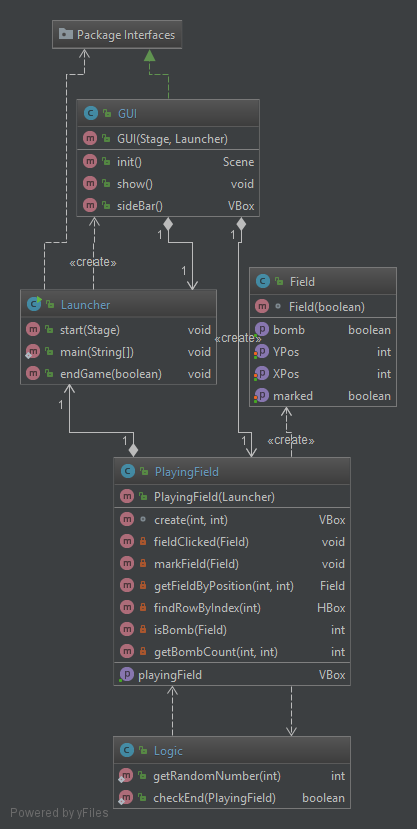 Package Interfaces
GUI
GUI(Stage, Launcher)
init() Scene
show() void
sideBar() VBox
1
1
«create»
1
Launcher
start(Stage) void
main(String[]) void
endGame(boolean) void
Field
Field(boolean)
bomb boolean
YPos int
XPos int
marked boolean
«create»
1
1
1
«create»
PlayingField
PlayingField(Launcher)
create(int, int) VBox
fieldClicked(Field) void
markField(Field) void
getFieldByPosition(int, int) Field
findRowByIndex(int) HBox
isBomb(Field) int
getBombCount(int, int) int
playingField VBox
Logic
getRandomNumber(int) int
checkEnd(PlayingField) boolean
Powered by yFiles